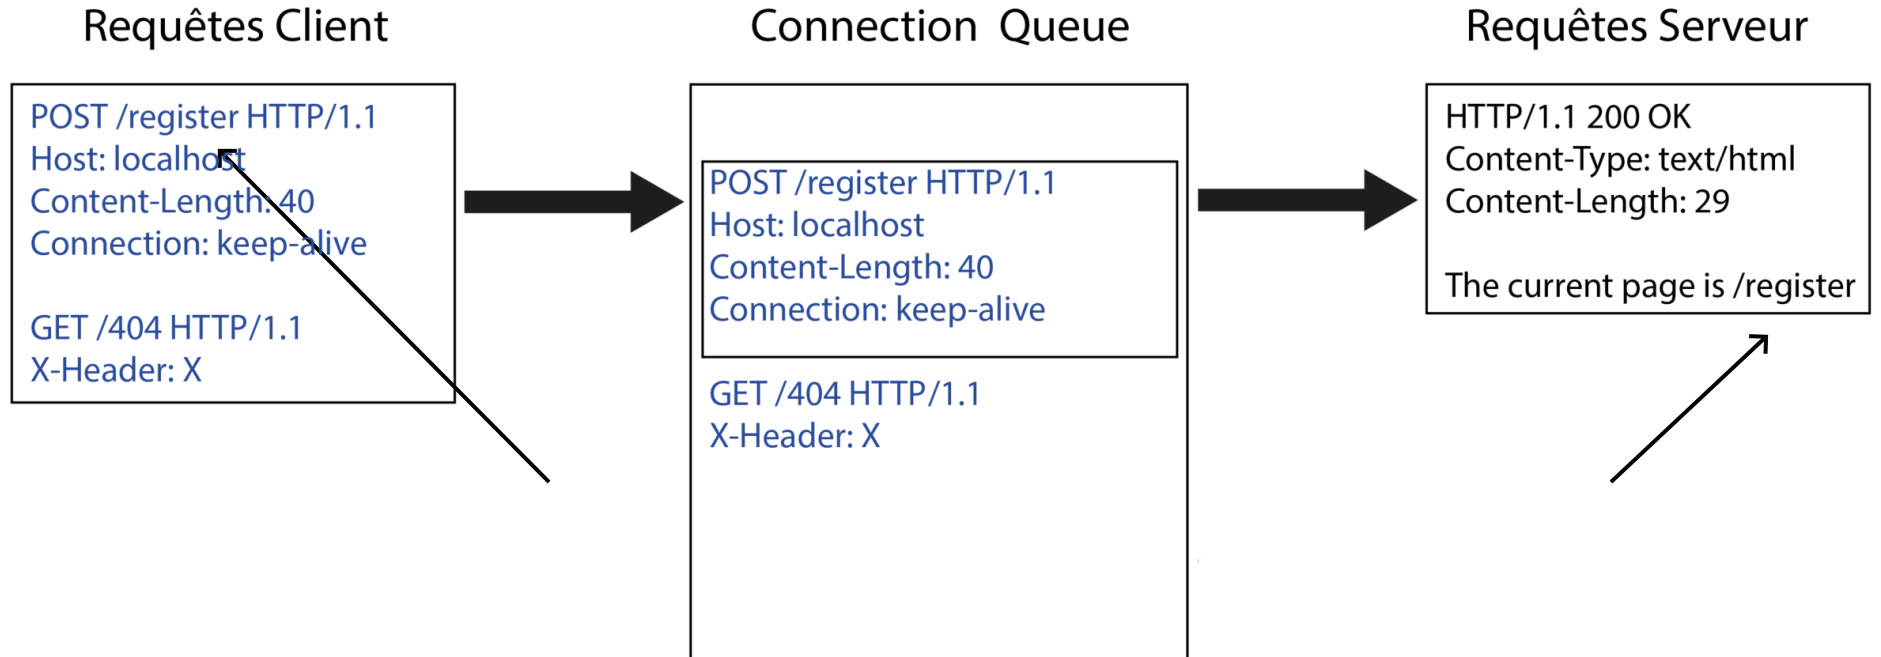 Requêtes Client
POST /register HTTP/1.1
Host: localhost
Content-Length: 40
Connection: keep-alive
GET /404 HTTP/1.1
X-Header: X
Connection Queue
POST /register HTTP/1.1
Host: localhost
Content-Length: 40
Connection: keep-alive
GET /404 HTTP/1.1
X-Header: X
Requêtes Serveur
HTTP/1.1 200 OK
Content-Type: text/html
Content-Length: 29
The current page is /register